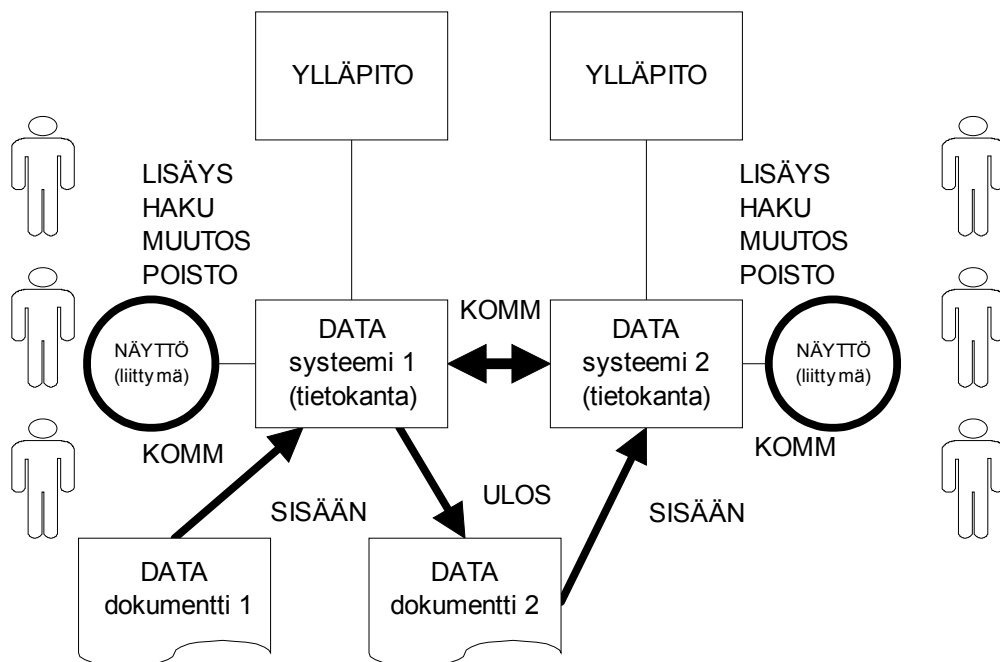 YLLÄPITO
YLLÄPITO
LISÄYS
HAKU
MUUTOS
POISTO
LISÄYS
HAKU
MUUTOS
POISTO
NÄYTTÖ
(liittymä)
DATA
systeemi 1
(tietokanta)
KOMM
DATA
systeemi 2
(tietokanta)
NÄYTTÖ
(liittymä)
KOMM
KOMM
SISÄÄN
ULOS
SISÄÄN
DATA
dokumentti 1
DATA
dokumentti 2